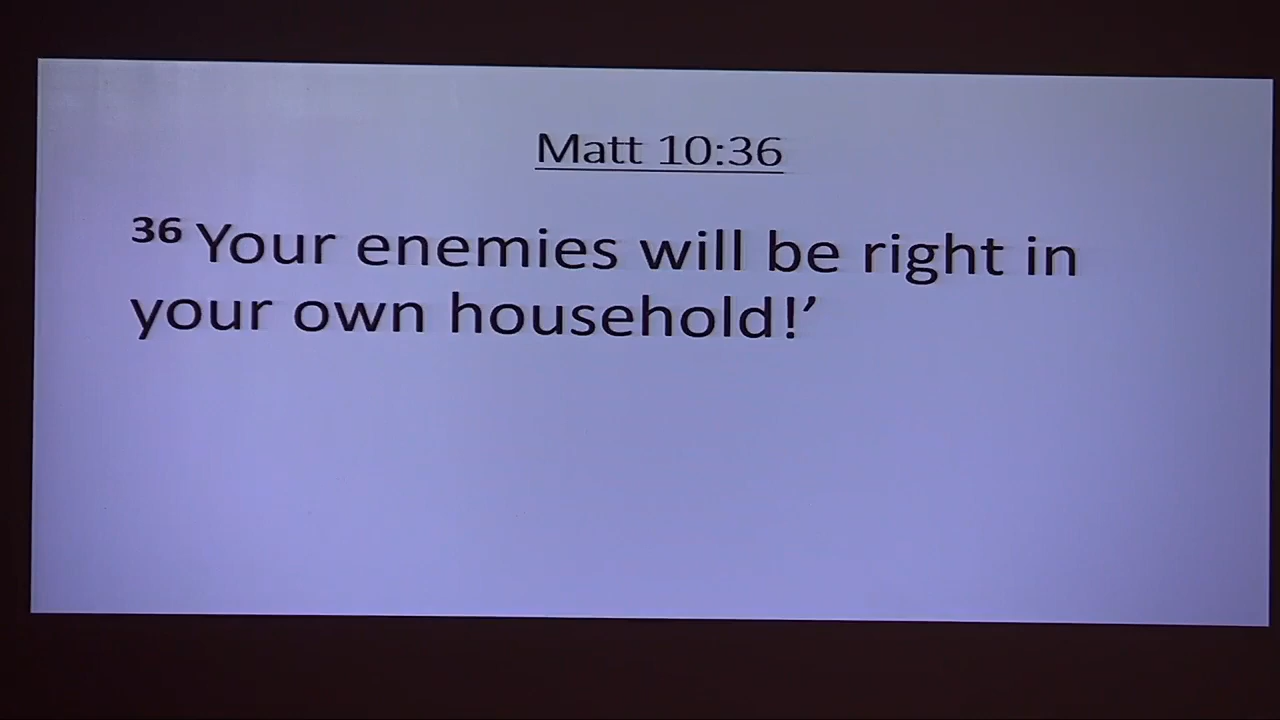 Matt 10:36
36 Your enemies will be right in
your own household!’